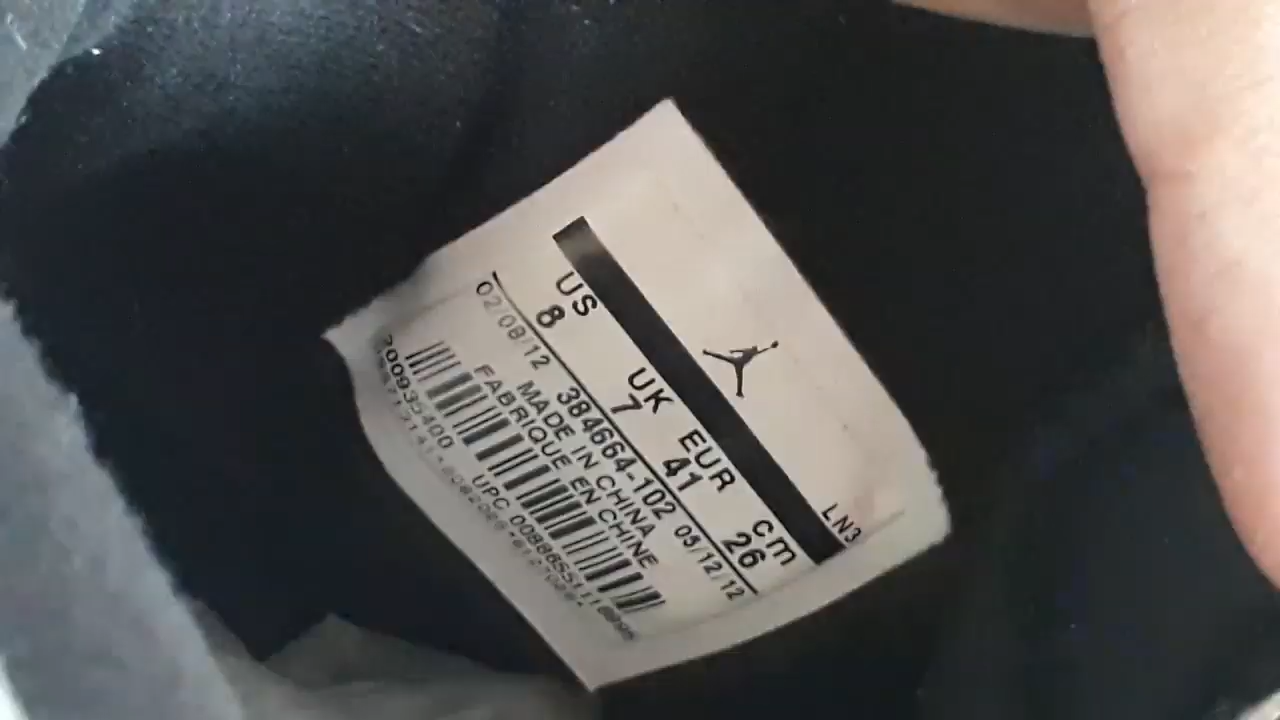 LN3
US UK EUR cm
8 7 41 26
02/08/12 384664-102 05/12/12
MADE IN CHINA
FABRIQUE EN CHINE
UPC